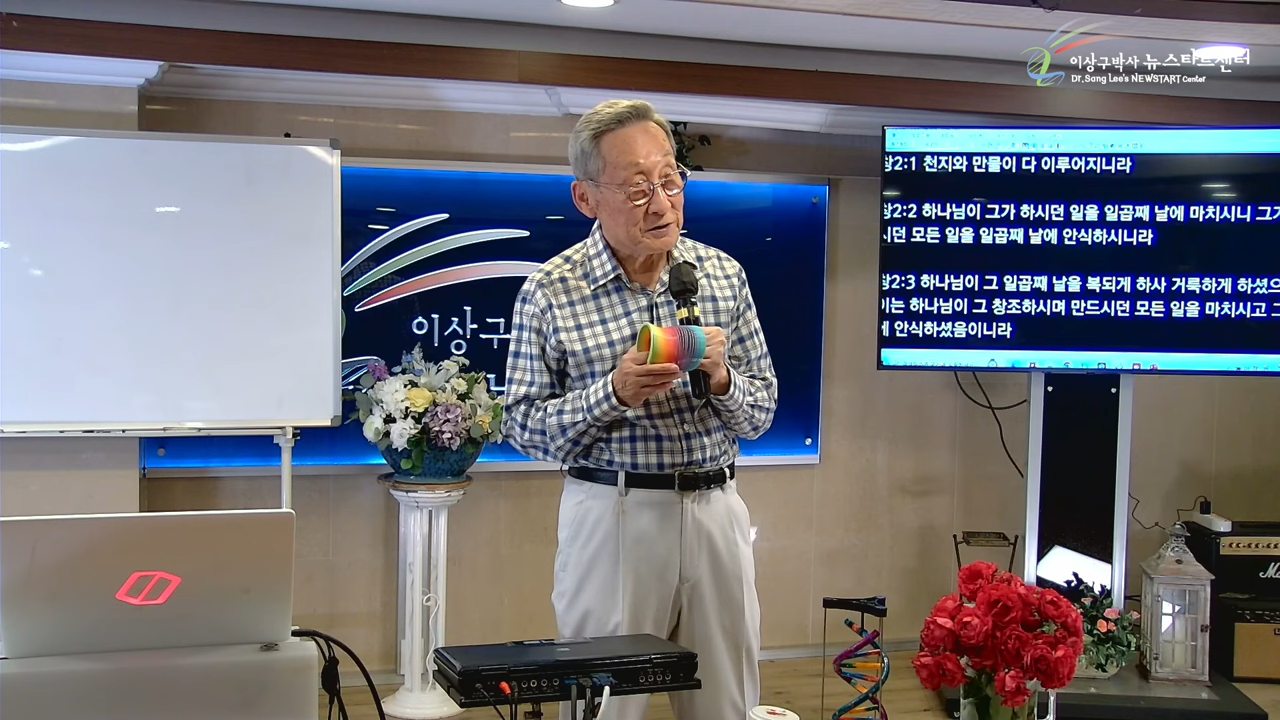 이상구박사 뉴스타트센터
Dr. Sang Lee's NEWSTART Center
창2:1 천지와 만물이 다 이루어지니라
창2:2 하나님이 그가 하시던 일을 일곱째 날에 마치시니 그가
시던 모든 일을 일곱째 날에 안식하시니라
창2:3 하나님이 그 일곱째 날을 복되게 하사 거룩하게 하셨으
이는 하나님이 그 창조하시며 만드시던 모든 일을 마치시고 그
에 안식하셨음이니라
이상구